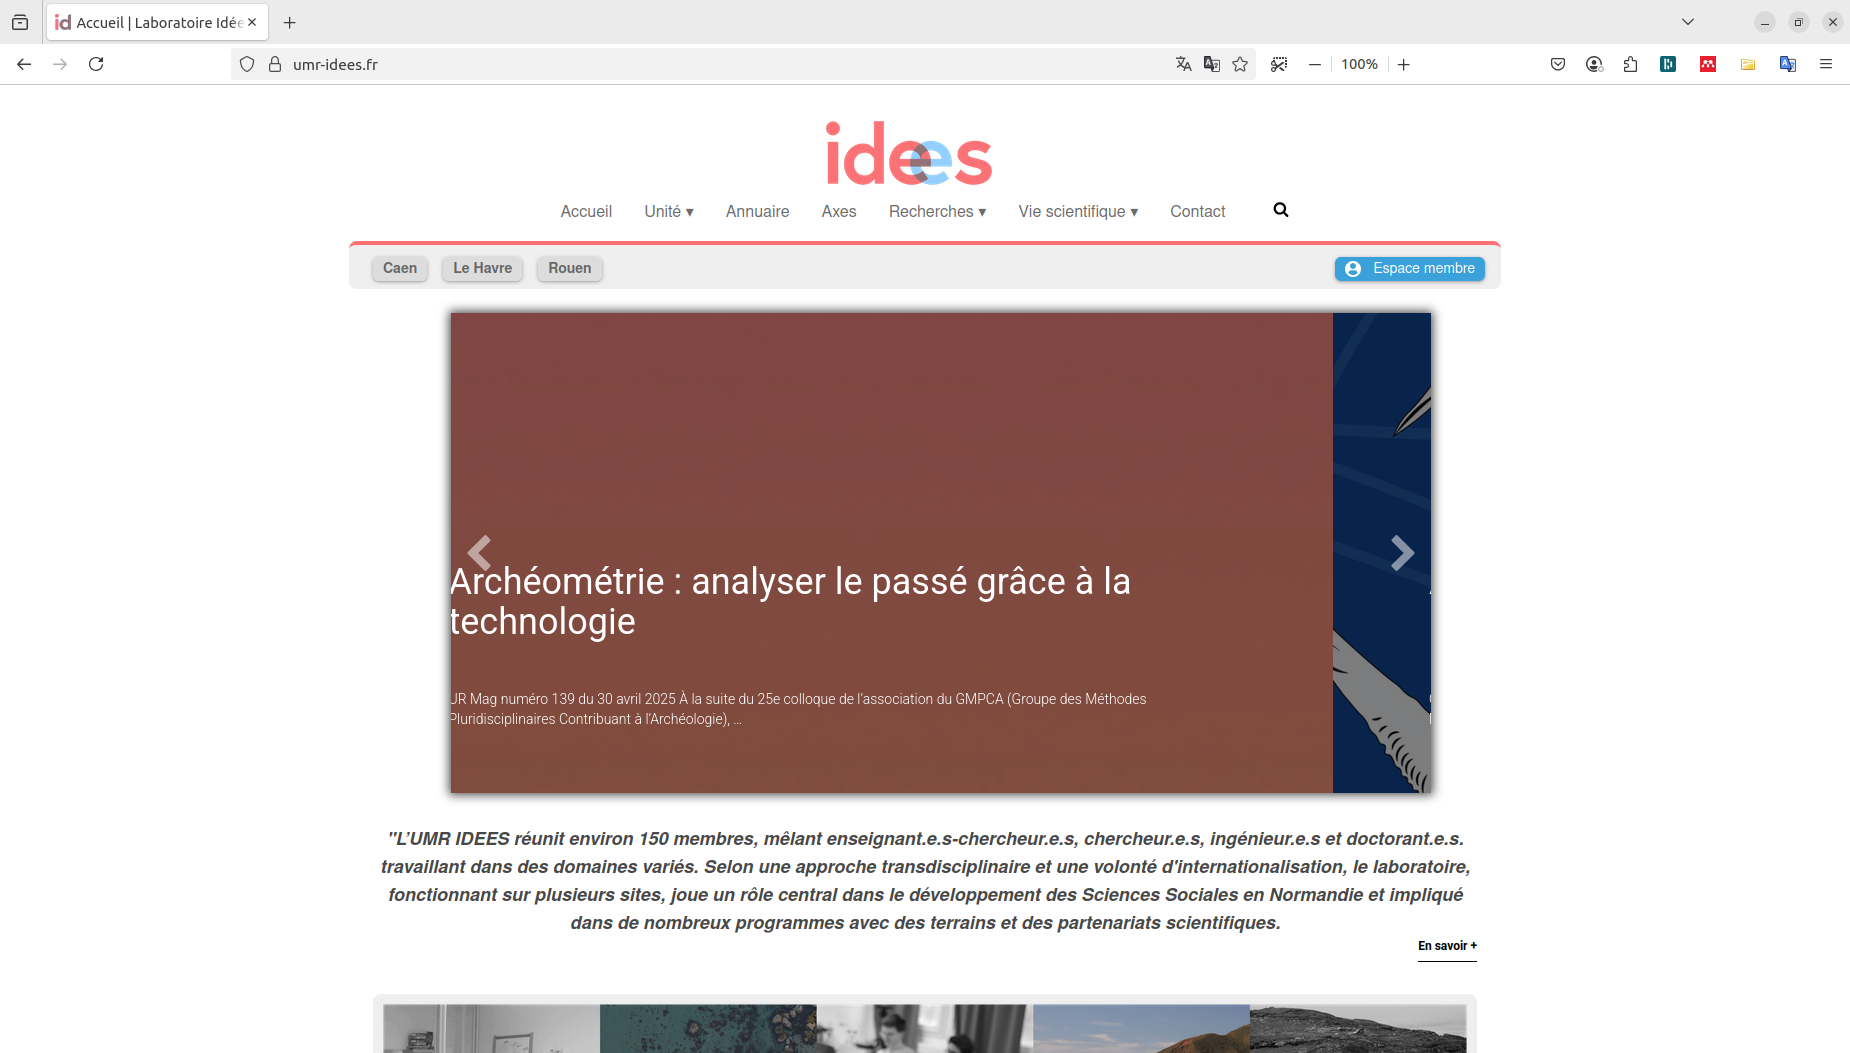 Accueil | Laboratoire Idée
umr-idees.fr
100%
idees
Accueil Unité ▾ Annuaire Axes Recherches ▾ Vie scientifique ▾ Contact
Caen Le Havre Rouen Espace membre
Archéométrie : analyser le passé grâce à la
technologie
UR Mag numéro 139 du 30 avril 2025 À la suite du 25e colloque de l'association du GMPCA (Groupe des Méthodes
Pluridisciplinaires Contribuant à l'Archéologie), ...
"L'UMR IDEES réunit environ 150 membres, mêlant enseignant.e.s-chercheur.e.s, chercheur.e.s, ingénieur.e.s et doctorant.e.s.
travaillant dans des domaines variés. Selon une approche transdisciplinaire et une volonté d'internationalisation, le laboratoire,
fonctionnant sur plusieurs sites, joue un rôle central dans le développement des Sciences Sociales en Normandie et impliqué
dans de nombreux programmes avec des terrains et des partenariats scientifiques.
En savoir +